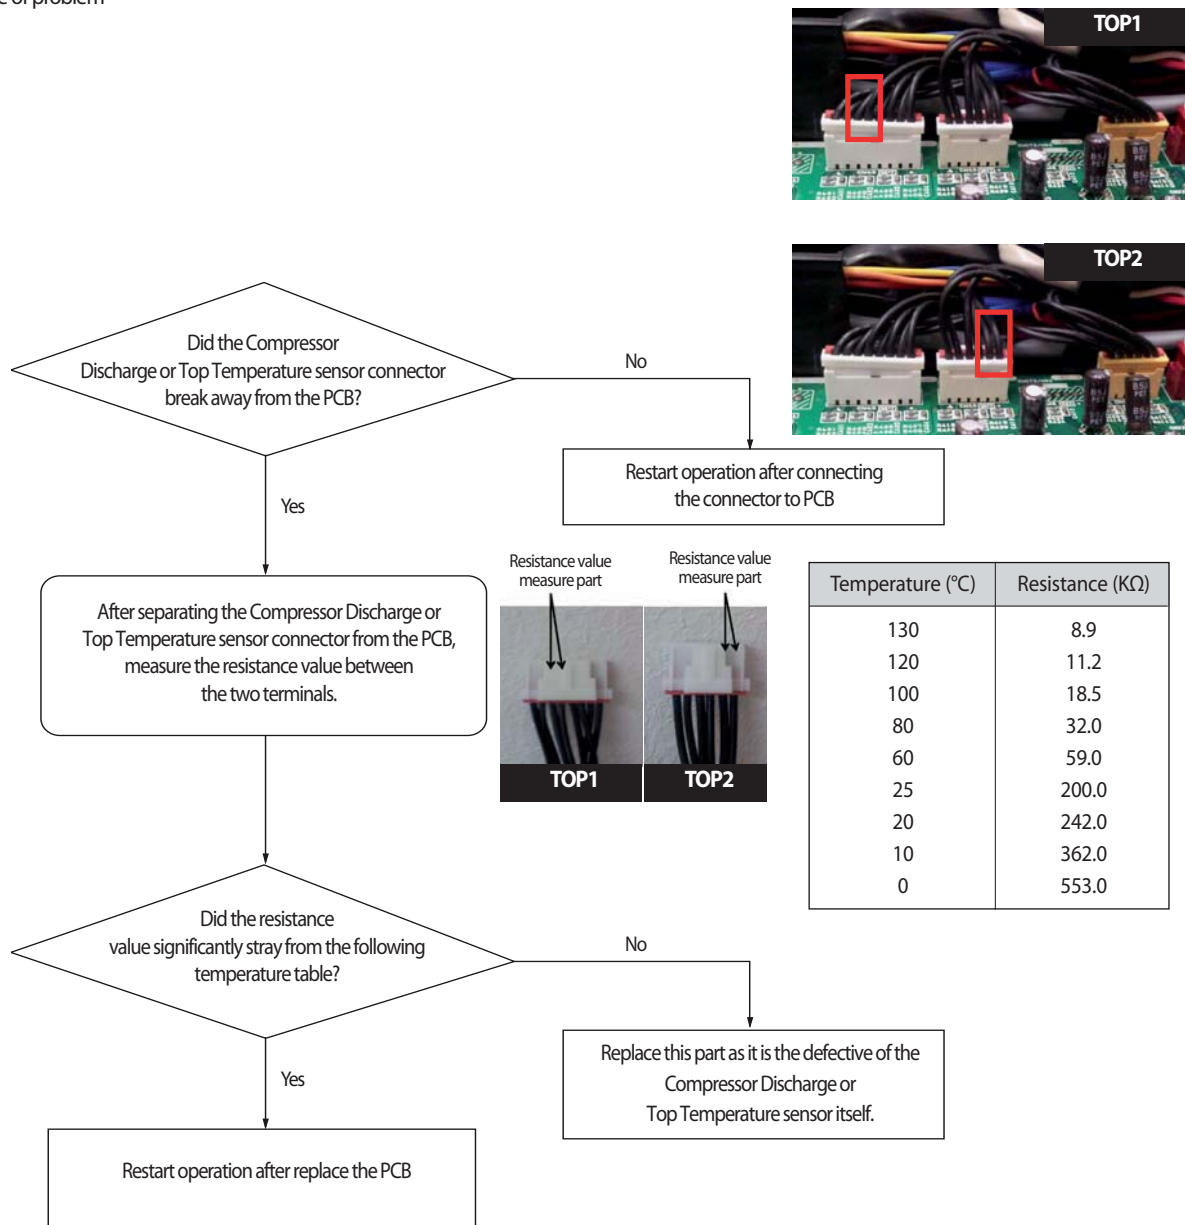 of problem
TOP1
TOP2
Did the Compressor
Discharge or Top Temperature sensor connector
break away from the PCB?
No
Restart operation after connecting
the connector to PCB
Yes
After separating the Compressor Discharge or
Top Temperature sensor connector from the PCB,
measure the resistance value between
the two terminals.
Resistance value
measure part
Resistance value
measure part
TOP1
TOP2
Temperature (°C) Resistance (KΩ)
130 8.9
120 11.2
100 18.5
80 32.0
60 59.0
25 200.0
20 242.0
10 362.0
0 553.0
Did the resistance
value significantly stray from the following
temperature table?
No
Replace this part as it is the defective of the
Compressor Discharge or
Top Temperature sensor itself.
Yes
Restart operation after replace the PCB